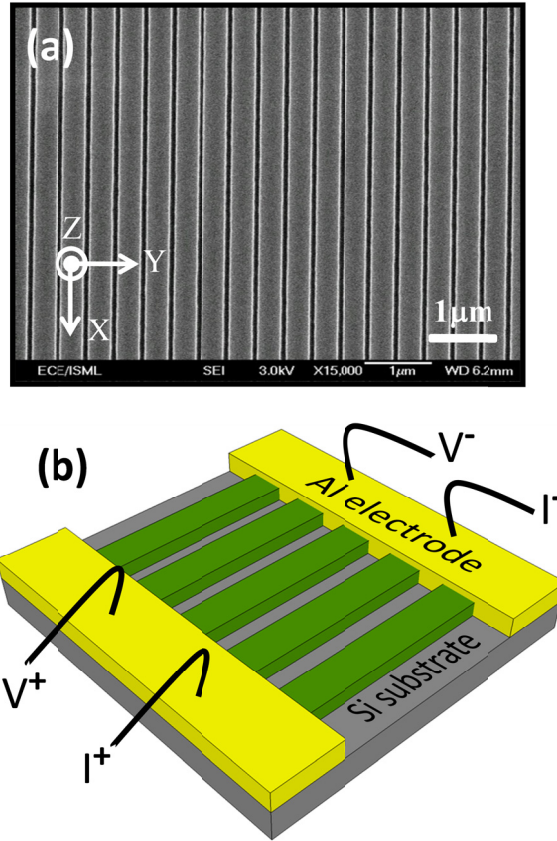 (a)
Z
Y
X
1μm
ECE/ISML SEI 3.0kV X15,000 1μm WD 6.2mm
(b)
V-
I-
Al electrode
Si substrate
V+
I+